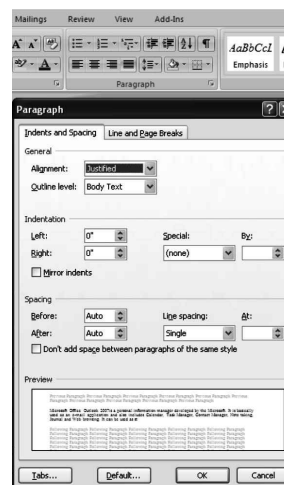 Mailings Review View Add-Ins
AaBbCcL
Emphasis
Paragraph
Paragraph
Indents and Spacing Line and Page Breaks
General
Alignment: Justified
Outline level: Body Text
Indentation
Left: 0" Special: By:
Right: 0" (none)
Mirror indents
Spacing
Before: Auto Line spacing: At:
After: Auto Single
Don't add space between paragraphs of the same style
Preview
Tabs... Default... OK Cancel